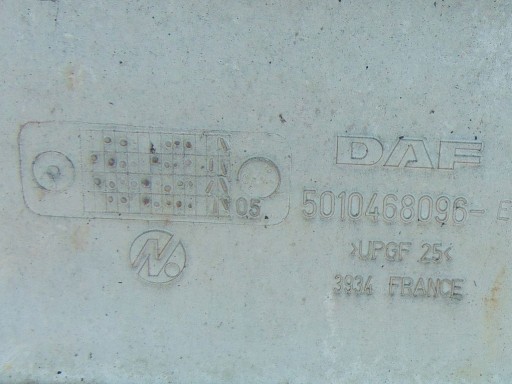 DAF
05
5010468096-E
>UPGF 25<
3934 FRANCE